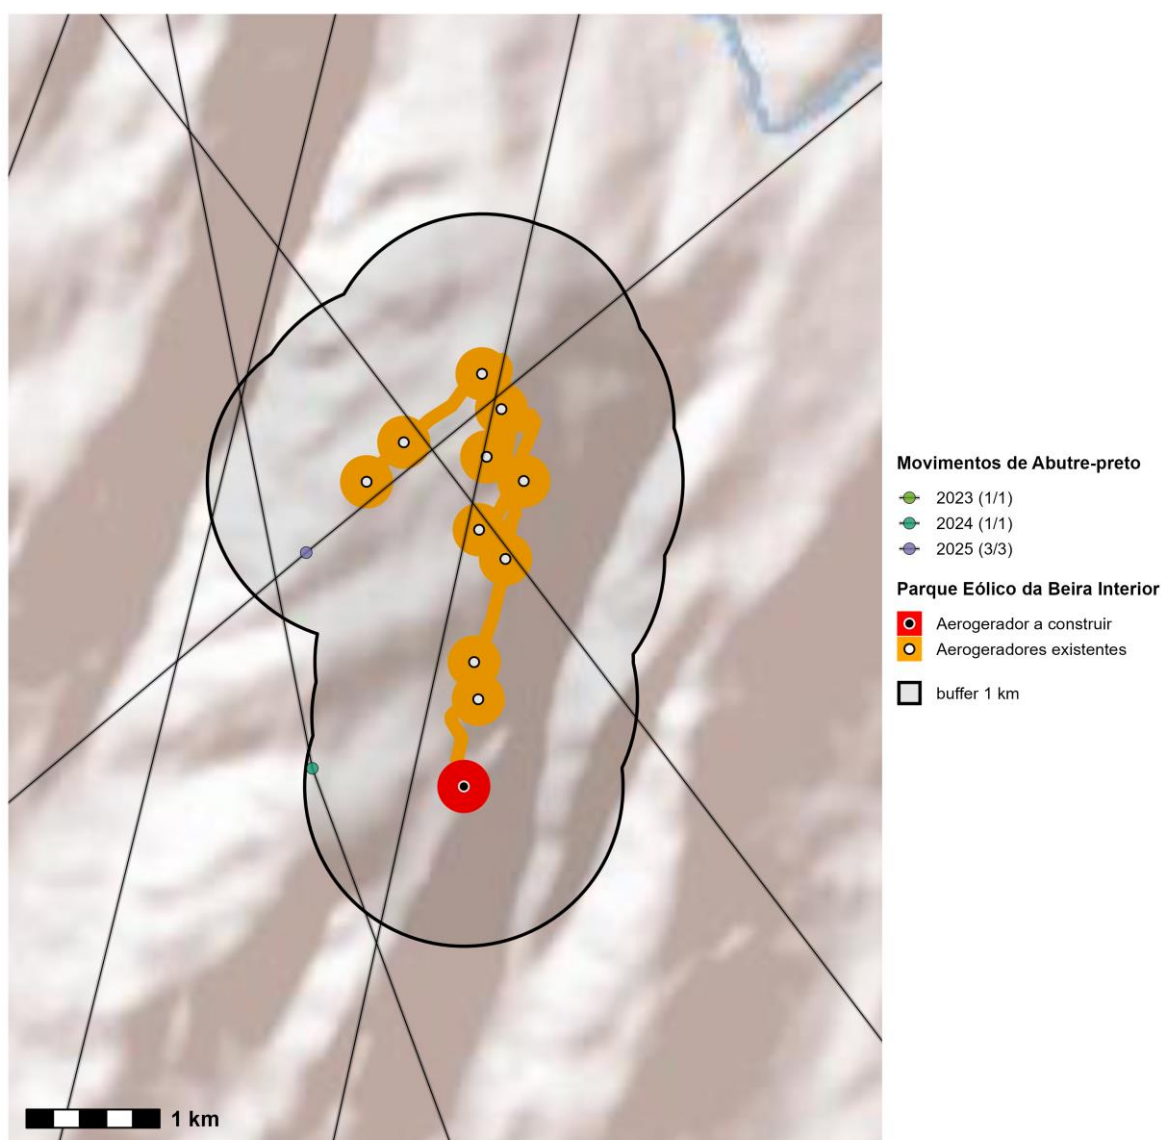 Movimentos de Abutre-preto
2023 (1/1)
2024 (1/1)
2025 (3/3)
Parque Eólico da Beira Interior
Aerogerador a construir
Aerogeradores existentes
buffer 1 km
1 km